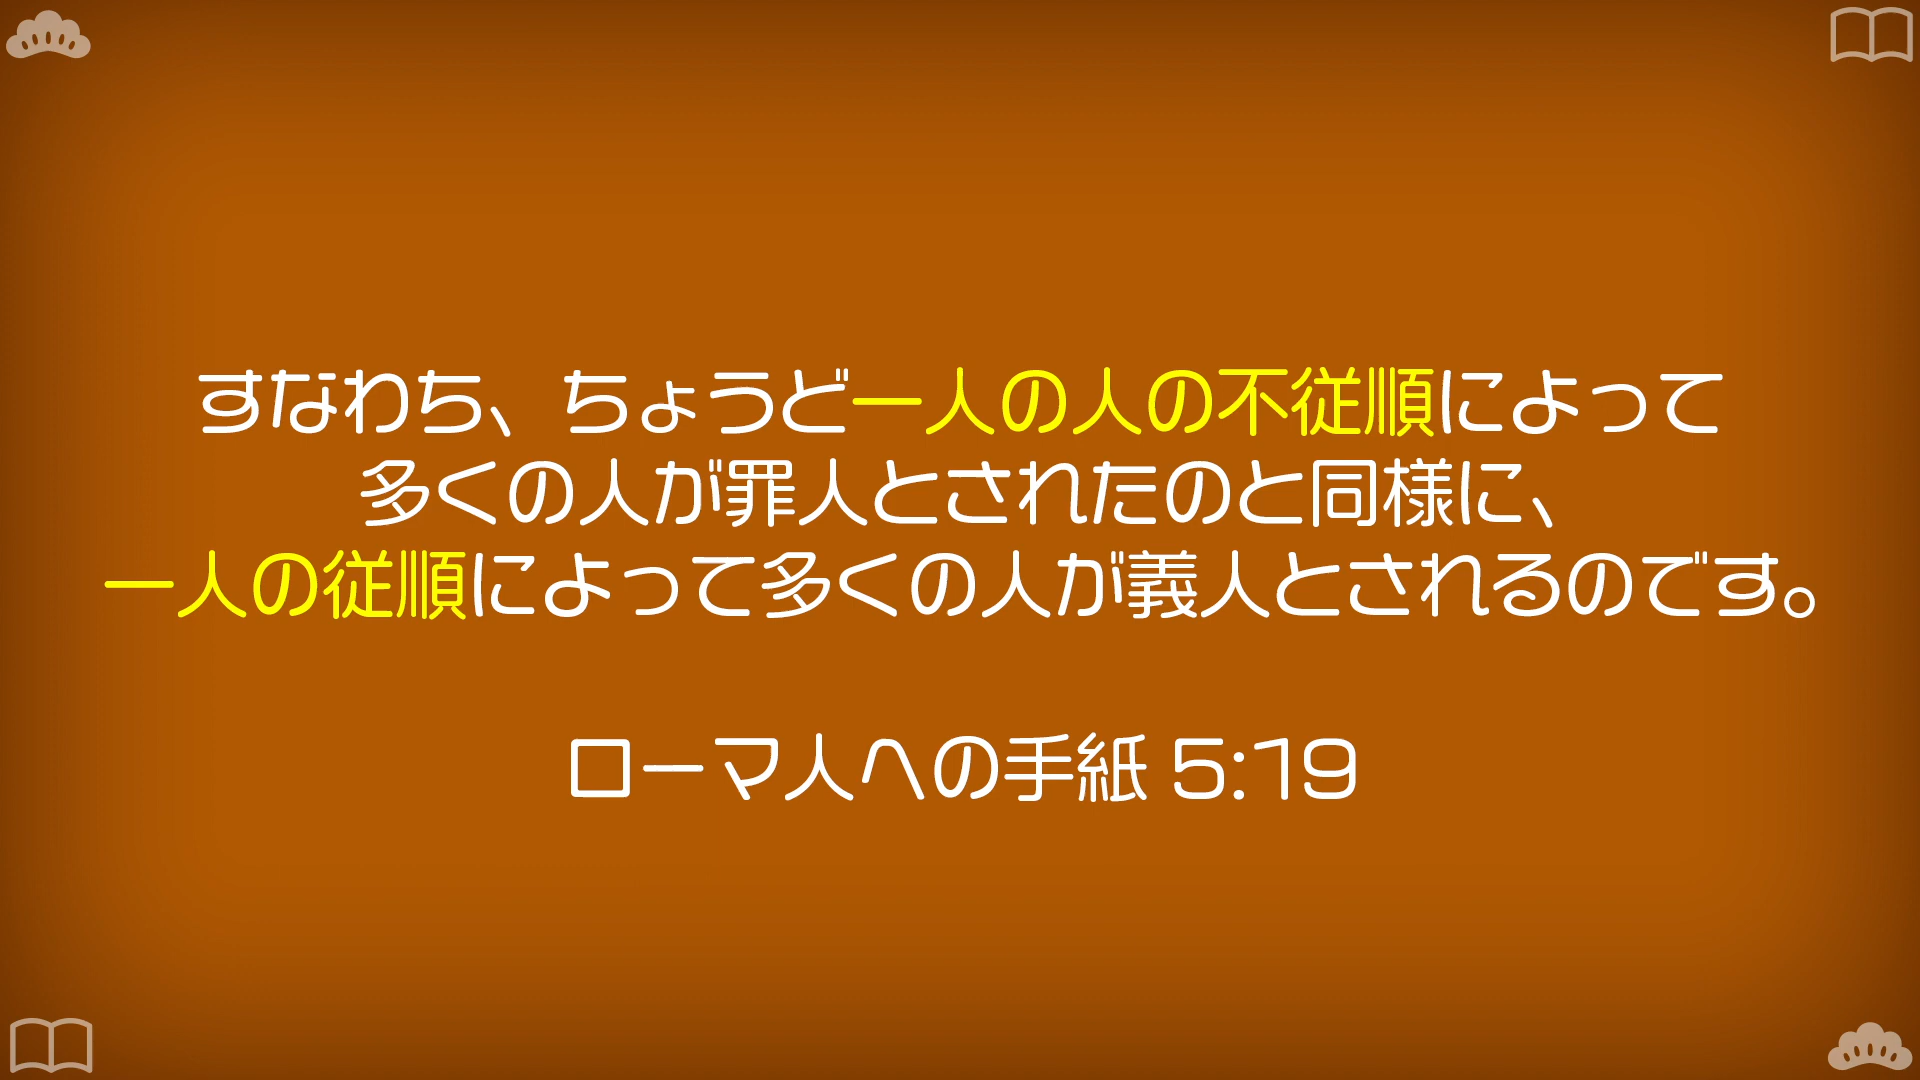 すなわち、ちょうど一人の人の不従順によって
多くの人が罪人とされたのと同様に、
一人の従順によって多くの人が義人とされるのです。
ローマ人への手紙 5:19